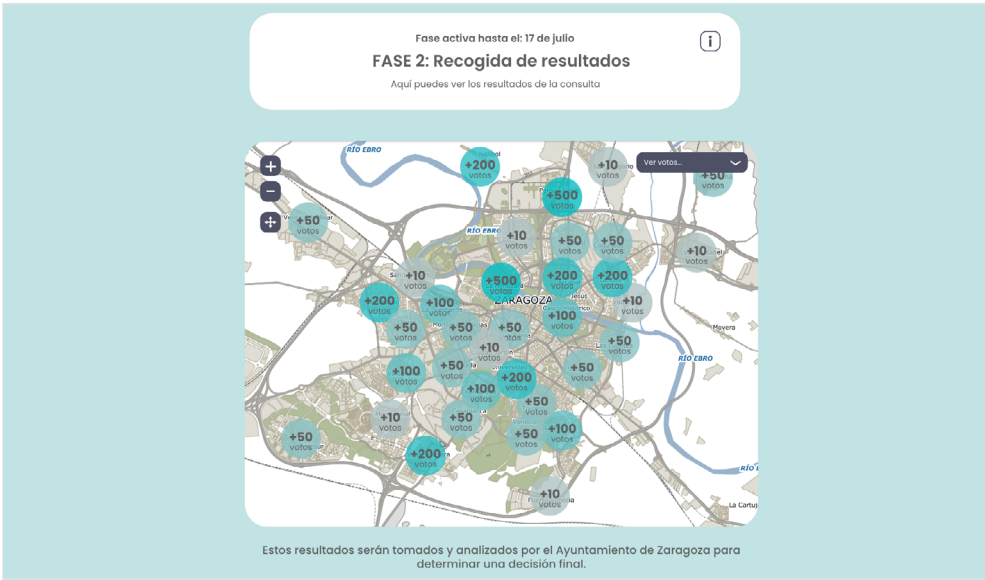 Fase activa hasta el: 17 de julio
FASE 2: Recogida de resultados
Aquí puedes ver los resultados de la consulta
i
RÍO EBRO
+200
votos
+10
votos
Ver votos...
+50
+500
votos
+50
votos
RÍO EBRO
+10
votos
+50
votos
+50
votos
+10
votos
+10
votos
+500
votos
+200
votos
+200
votos
ZARAGOZA
+200
votos
+100
votos
+10
votos
+100
votos
Movera
+50
votos
+50
votos
+50
votos
+10
votos
+50
votos
RÍO EBRO
+100
votos
+50
votos
+200
votos
+50
votos
+100
votos
+50
votos
+10
votos
+50
votos
+50
votos
+100
votos
+50
votos
+200
votos
+10
votos
La Cartuj
Estos resultados serán tomados y analizados por el Ayuntamiento de Zaragoza para
determinar una decisión final.